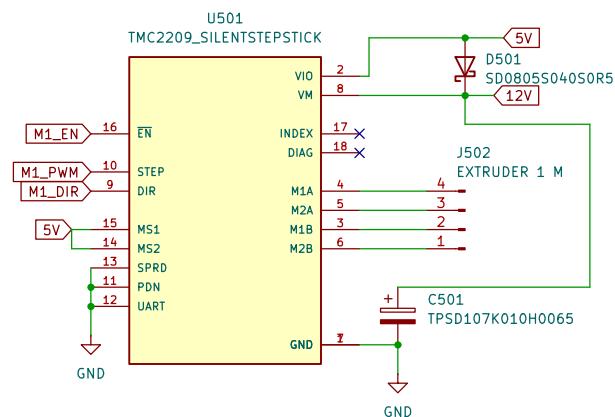 U501
TMC2209_SILENTSTEPSTICK
5V
D501
SD0805S040S0R5
12V
VIO 2
VM 8
M1_EN 16 EN
INDEX 17
DIAG 18
M1_PWM 10 STEP
M1_DIR 9 DIR
J502
EXTRUDER 1 M
M1A 4 4
M2A 5 3
5V 15 MS1
M1B 3 2
14 MS2
M2B 6 1
13 SPRD
11 PDN
12 UART
C501
TPSD107K010H0065
+
GND
GND
GND